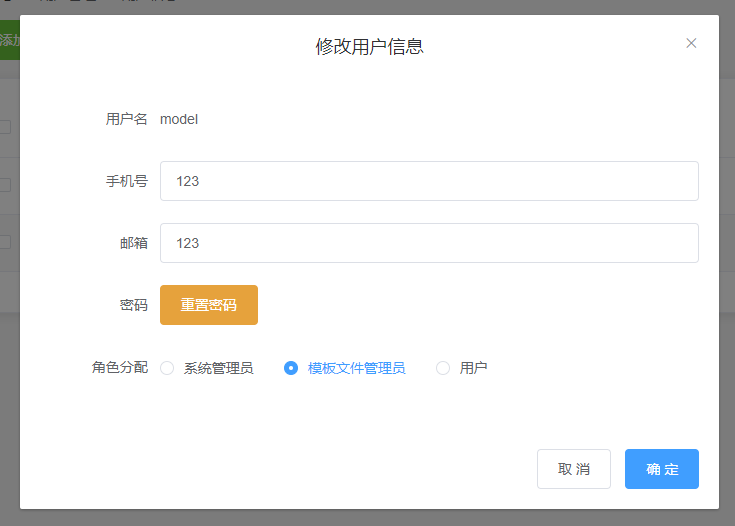 添加
修改用户信息
用户名 model
手机号 123
邮箱 123
密码 重置密码
角色分配 系统管理员 模板文件管理员 用户
取 消 确 定